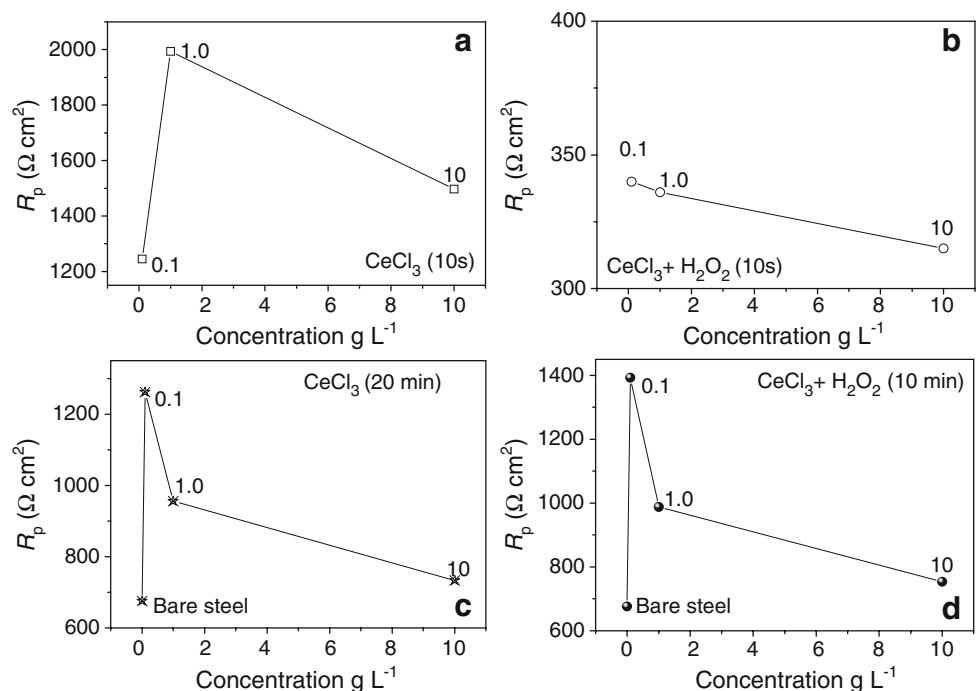 a
2000
1.0
1800
1600
10
1400
1200
0.1
CeCl3 (10s)
Rp (Ω cm2)
0 2 4 6 8 10
Concentration g L-1
b
400
350
0.1
1.0
10
300
CeCl3+ H2O2 (10s)
Rp (Ω cm2)
0 2 4 6 8 10
Concentration g L-1
CeCl3 (20 min)
1200
0.1
1000
1.0
800
10
Bare steel
600
c
Rp (Ω cm2)
0 2 4 6 8 10
Concentration g L-1
CeCl3+ H2O2 (10 min)
1400
0.1
1200
1000
1.0
800
10
Bare steel
600
d
Rp (Ω cm2)
0 2 4 6 8 10
Concentration g L-1